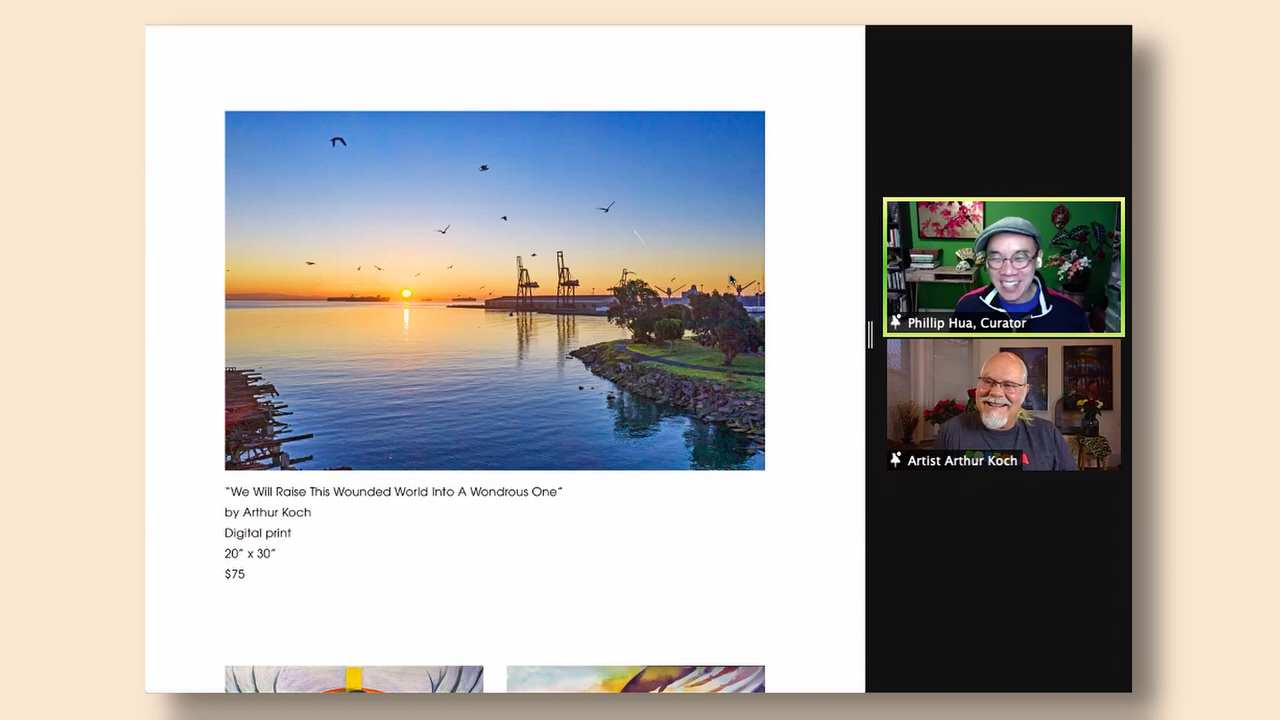 “We Will Raise This Wounded World Into A Wondrous One”
by Arthur Koch
Digital print
20” x 30”
$75
Phillip Hua, Curator
Artist Arthur Koch